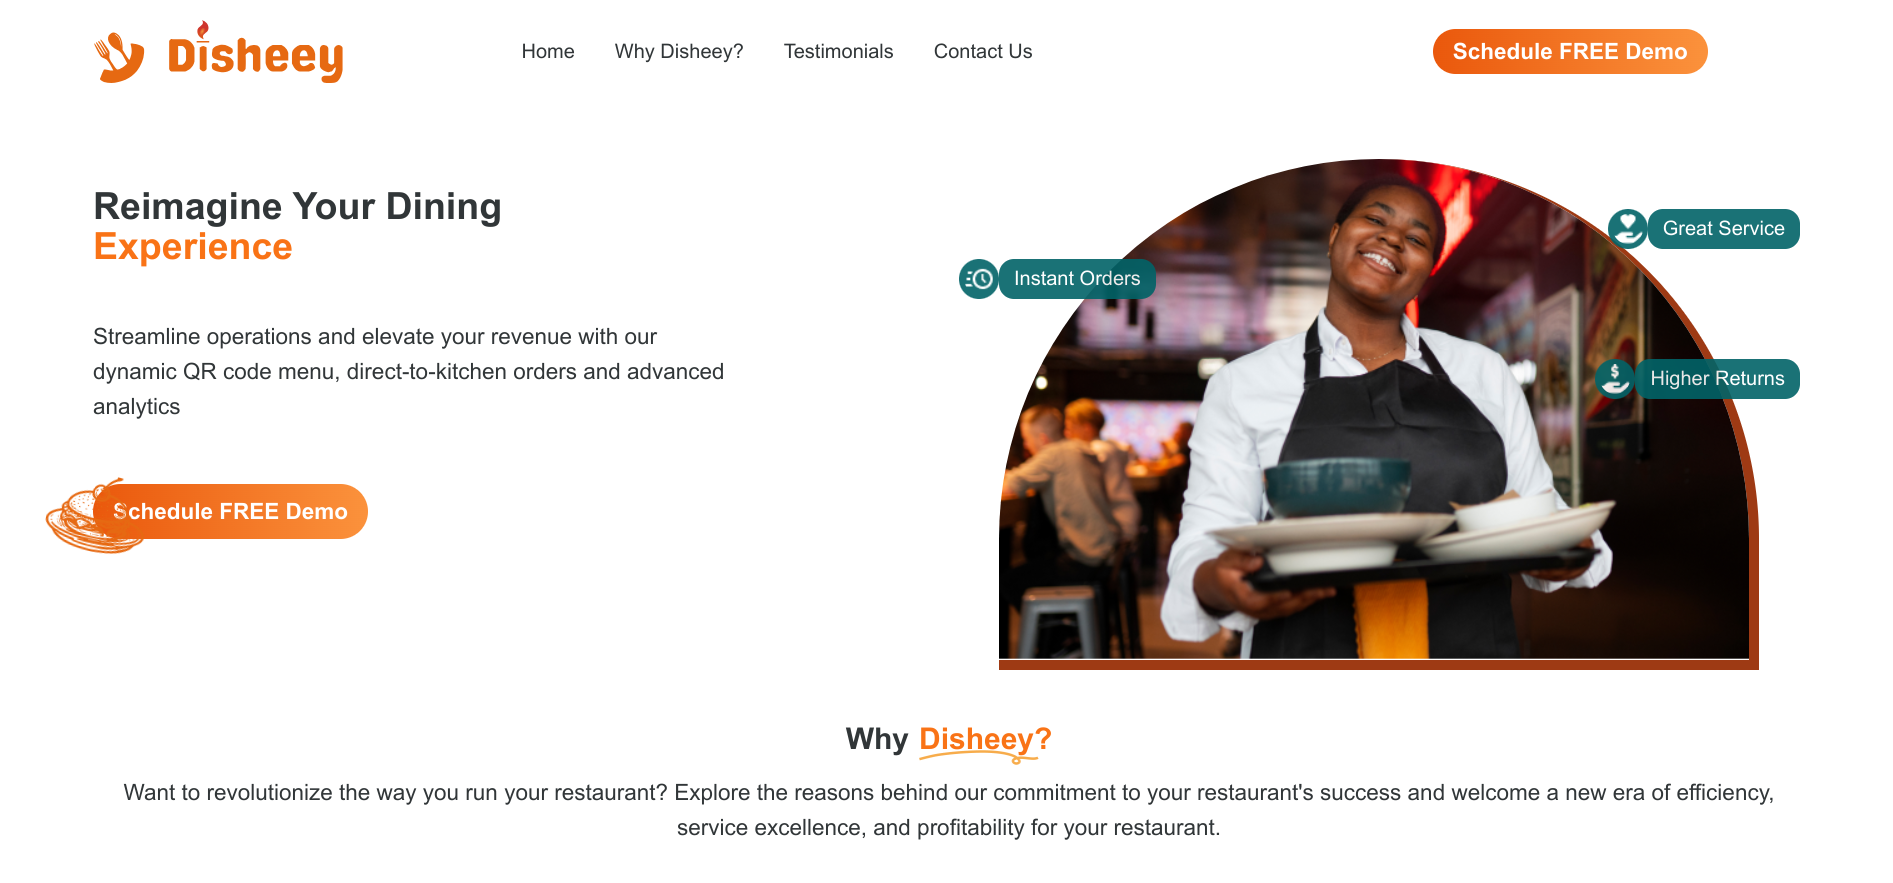 Disheey
Home
Why Disheey?
Testimonials
Contact Us
Schedule FREE Demo
Reimagine Your Dining
Experience
Streamline operations and elevate your revenue with our
dynamic QR code menu, direct-to-kitchen orders and advanced
analytics
Schedule FREE Demo
Instant Orders
Great Service
$
Higher Returns
Why Disheey?
Want to revolutionize the way you run your restaurant? Explore the reasons behind our commitment to your restaurant's success and welcome a new era of efficiency,
service excellence, and profitability for your restaurant.